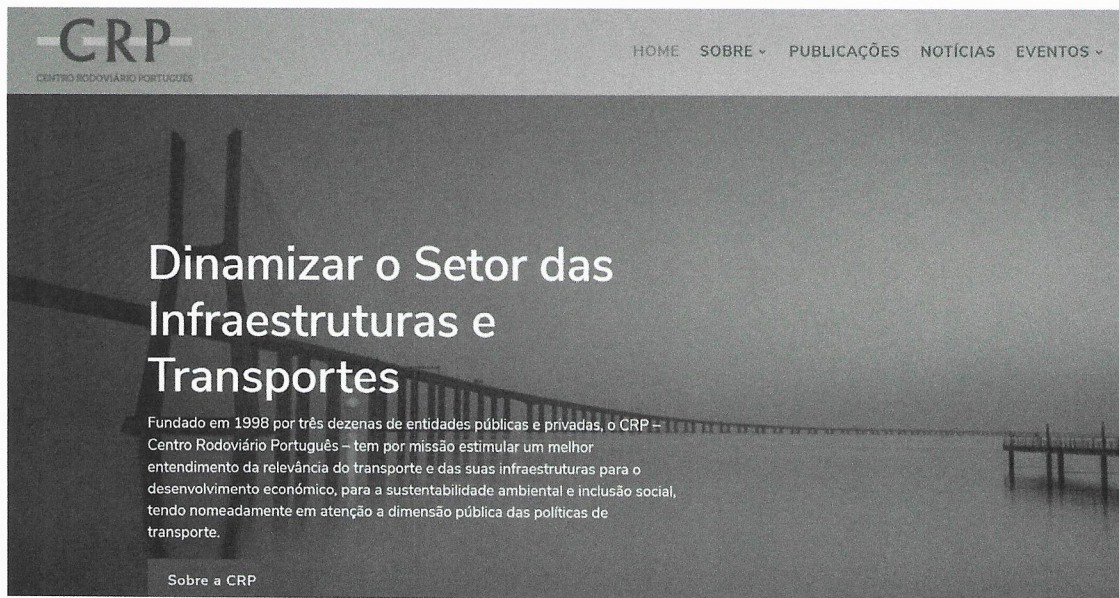 CRP
CENTRO RODOVIÁRIO PORTUGUÊS
HOME SOBRE PUBLICAÇÕES NOTÍCIAS EVENTOS
Dinamizar o Setor das
Infraestruturas e
Transportes
Fundado em 1998 por três dezenas de entidades públicas e privadas, o CRP –
Centro Rodoviário Português – tem por missão estimular um melhor
entendimento da relevância do transporte e das suas infraestruturas para o
desenvolvimento económico, para a sustentabilidade ambiental e inclusão social,
tendo nomeadamente em atenção a dimensão pública das políticas de
transporte.
Sobre a CRP